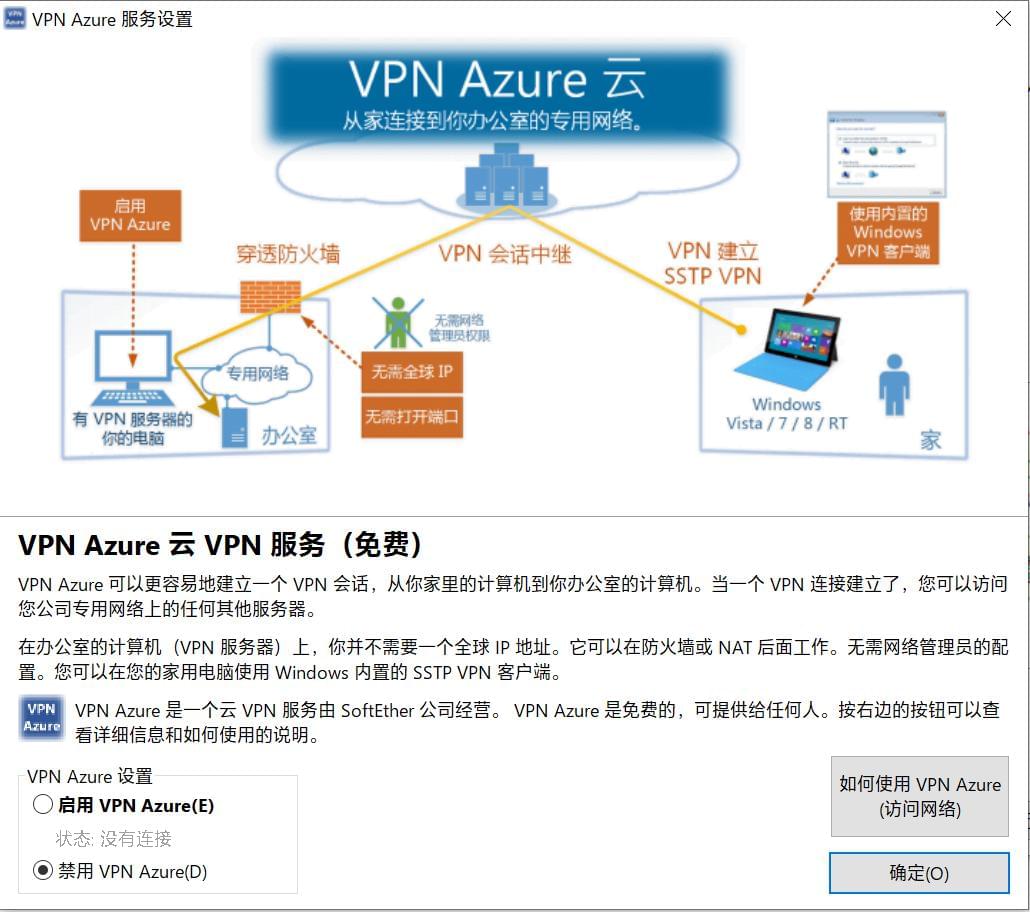 VPN Azure 服务设置
VPN Azure 云
从家连接到你办公室的专用网络。
启用
VPN Azure
穿透防火墙
VPN 会话中继
VPN 建立
SSTP VPN
使用内置的
Windows
VPN 客户端
无需网络
管理员权限
无需全球 IP
无需打开端口
专用网络
有 VPN 服务器的
你的电脑
办公室
Windows
Vista / 7 / 8 / RT
家
VPN Azure 云 VPN 服务（免费）
VPN Azure 可以更容易地建立一个 VPN 会话，从你家里的计算机到你办公室的计算机。当一个 VPN 连接建立了，您可以访问
您公司专用网络上的任何其他服务器。
在办公室的计算机（VPN 服务器）上，你并不需要一个全球 IP 地址。它可以在防火墙或 NAT 后面工作。无需网络管理员的配
置。您可以在您的家用电脑使用 Windows 内置的 SSTP VPN 客户端。
VPN
Azure
VPN Azure 是一个云 VPN 服务由 SoftEther 公司经营。 VPN Azure 是免费的，可提供给任何人。按右边的按钮可以查
看详细信息和如何使用的说明。
VPN Azure 设置
启用 VPN Azure(E)
状态: 没有连接
禁用 VPN Azure(D)
如何使用 VPN Azure
(访问网络)
确定(O)